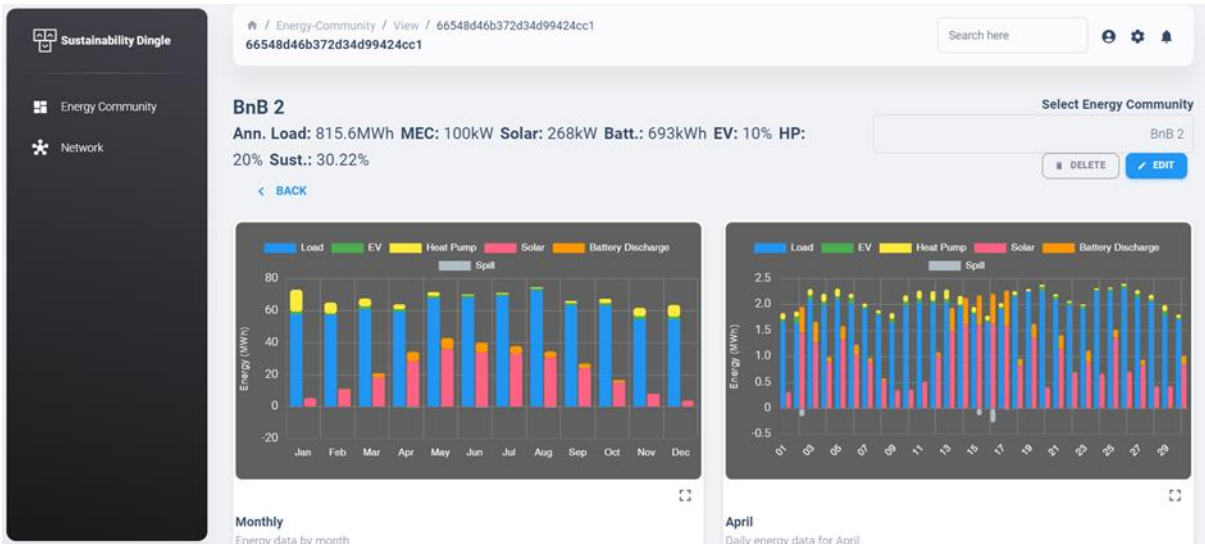 Sustainability Dingle
Energy Community
Network
/ Energy-Community / View / 66548d46b372d34d99424cc1
66548d46b372d34d99424cc1
Search here
BnB 2
Ann. Load: 815.6MWh MEC: 100kW Solar: 268kW Batt.: 693kWh EV: 10% HP:
20% Sust.: 30.22%
BACK
Select Energy Community
BnB 2
DELETE
EDIT
Load EV Heat Pump Solar Battery Discharge
Spill
Energy (MWh)
80
60
40
20
0
-20
Jan Feb Mar Apr May Jun Jul Aug Sep Oct Nov Dec
Monthly
Energy data by month
Load EV Heat Pump Solar Battery Discharge
Spill
Energy (MWh)
2.5
2.0
1.5
1.0
0.5
0
-0.5
01 03 05 07 09 11 13 15 17 19 21 23 25 27 29
April
Daily energy data for April